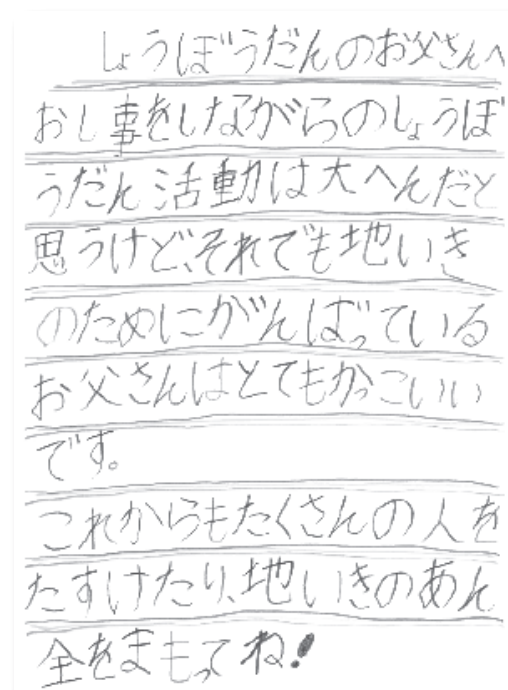 しょうぼうだんのお父さんへ
おし事をしながらのしょうぼ
うだん活動は大へんだと
思うけど、それでも地いき
のためにがんばっている
お父さんはとてもかっこいい
です。
これからもたくさんの人を
たすけたり、地いきのあん
全をまもってね!